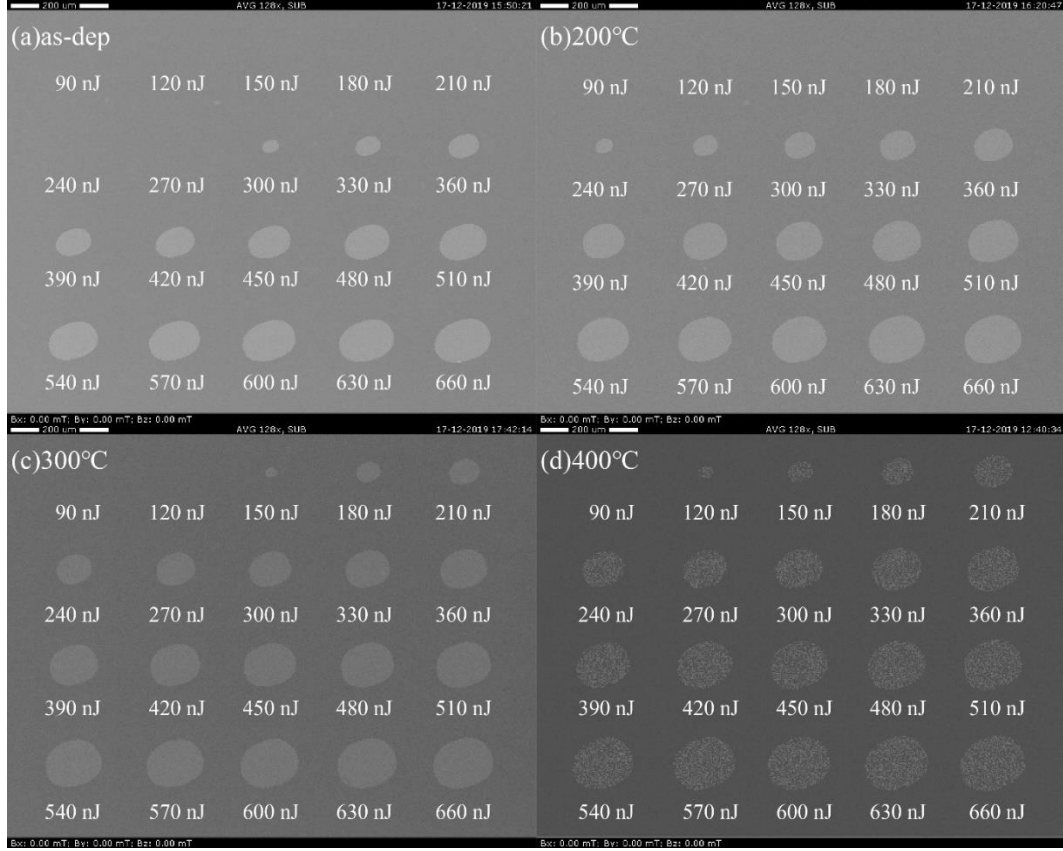 200 um AVG 128x, SUB 17-12-2019 15:50:21
(a)as-dep
90 nJ 120 nJ 150 nJ 180 nJ 210 nJ
240 nJ 270 nJ 300 nJ 330 nJ 360 nJ
390 nJ 420 nJ 450 nJ 480 nJ 510 nJ
540 nJ 570 nJ 600 nJ 630 nJ 660 nJ
Bx: 0.00 mT; By: 0.00 mT; Bz: 0.00 mT
200 um AVG 128x, SUB 17-12-2019 16:20:47
(b)200°C
90 nJ 120 nJ 150 nJ 180 nJ 210 nJ
240 nJ 270 nJ 300 nJ 330 nJ 360 nJ
390 nJ 420 nJ 450 nJ 480 nJ 510 nJ
540 nJ 570 nJ 600 nJ 630 nJ 660 nJ
Bx: 0.00 mT; By: 0.00 mT; Bz: 0.00 mT
200 um AVG 128x, SUB 17-12-2019 17:42:14
(c)300°C
90 nJ 120 nJ 150 nJ 180 nJ 210 nJ
240 nJ 270 nJ 300 nJ 330 nJ 360 nJ
390 nJ 420 nJ 450 nJ 480 nJ 510 nJ
540 nJ 570 nJ 600 nJ 630 nJ 660 nJ
Bx: 0.00 mT; By: 0.00 mT; Bz: 0.00 mT
200 um AVG 128x, SUB 17-12-2019 12:40:34
(d)400°C
90 nJ 120 nJ 150 nJ 180 nJ 210 nJ
240 nJ 270 nJ 300 nJ 330 nJ 360 nJ
390 nJ 420 nJ 450 nJ 480 nJ 510 nJ
540 nJ 570 nJ 600 nJ 630 nJ 660 nJ
Bx: 0.00 mT; By: 0.00 mT; Bz: 0.00 mT